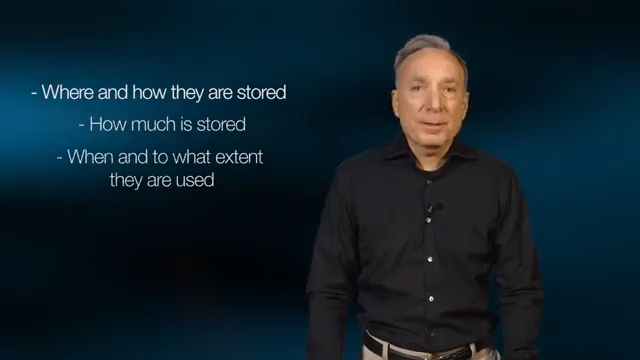 - Where and how they are stored
- How much is stored
- When and to what extent
they are used